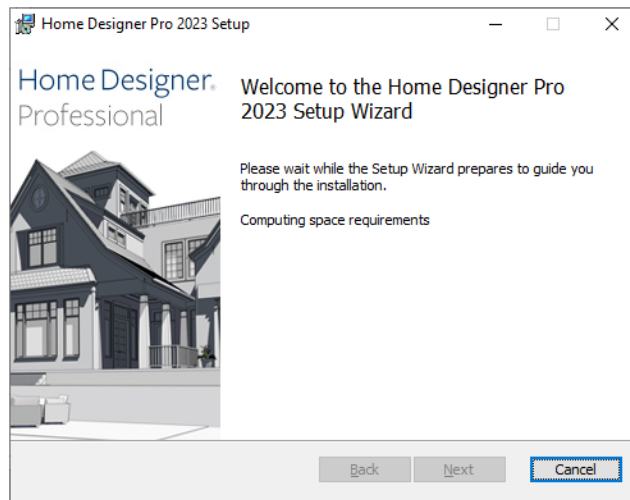 Home Designer Pro 2023 Setup
Home Designer®
Professional
Welcome to the Home Designer Pro
2023 Setup Wizard
Please wait while the Setup Wizard prepares to guide you
through the installation.
Computing space requirements
Back Next Cancel